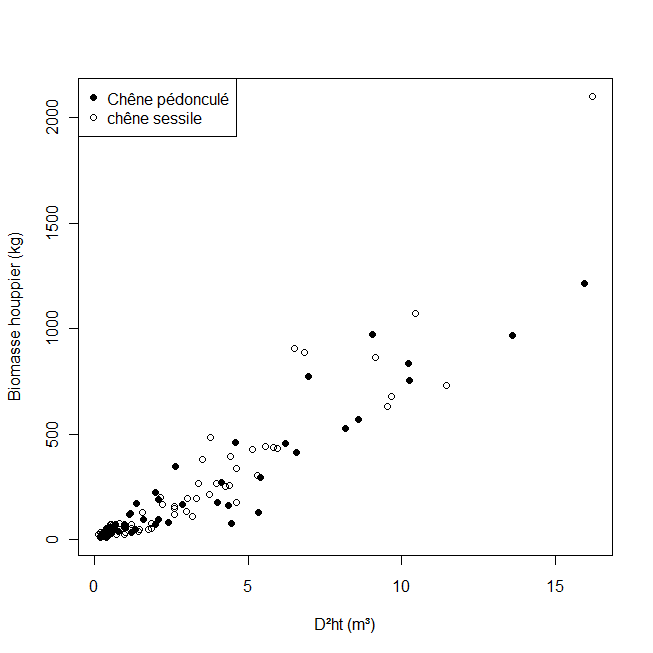 Chêne pédonculé
chêne sessile
2000
1500
1000
500
0
Biomasse houppier (kg)
0 5 10 15
D²ht (m³)